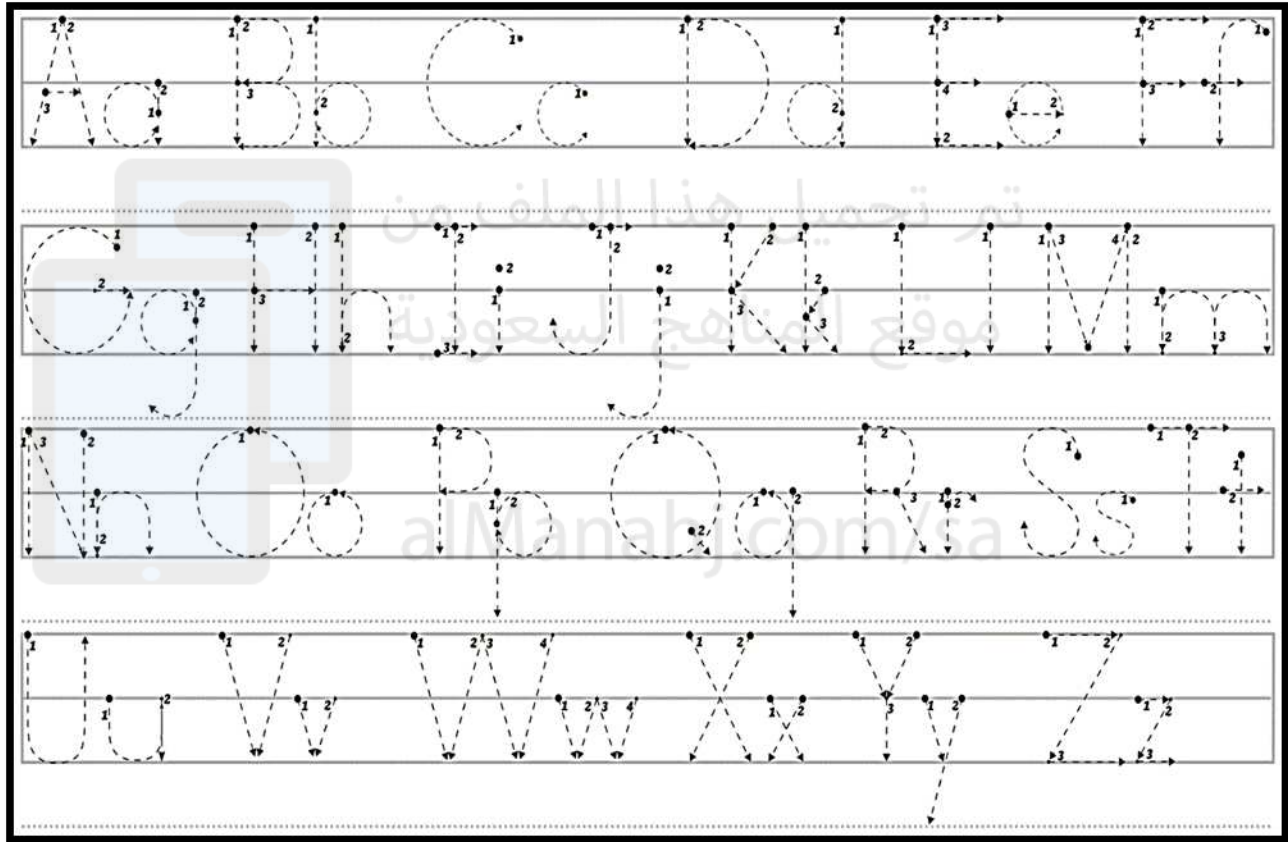 Aa Bb Cc Dd Ee Ff
Gg Hh Ii Jj Kk Ll Mm
Nn Oo Pp Qq Rr Ss Tt
Uu Vv Ww Xx Yy Zz
تم تحميل هذا الملف من
موقع المناهج السعودية
alManahj.com/sa